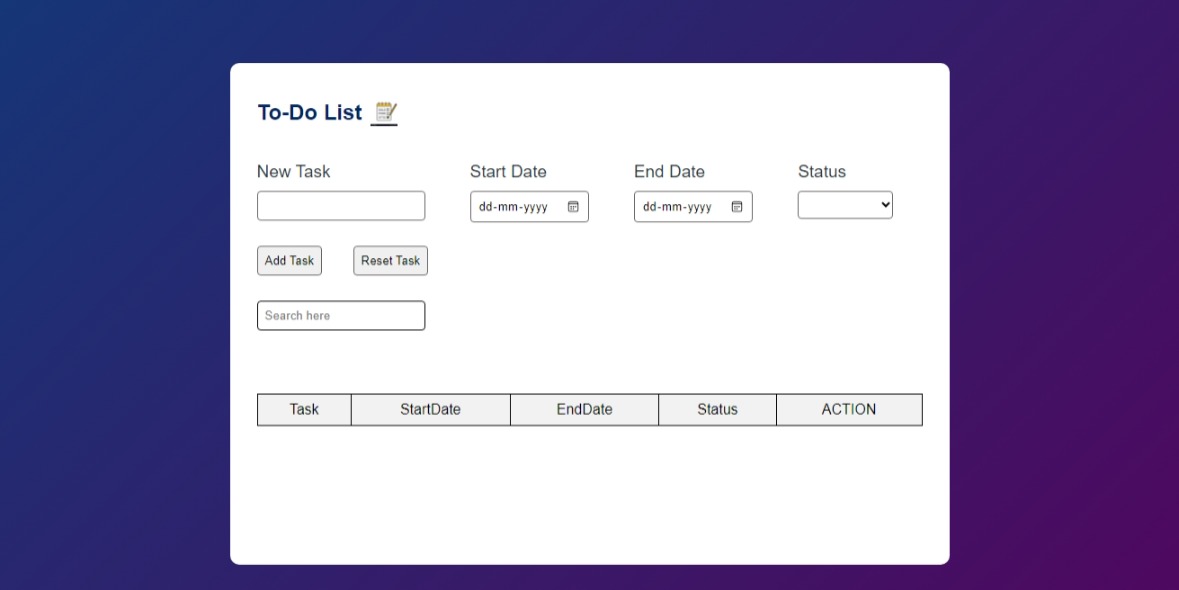 To-Do List
New Task Start Date End Date Status
dd-mm-yyyy dd-mm-yyyy
Add Task Reset Task
Search here
Task StartDate EndDate Status ACTION